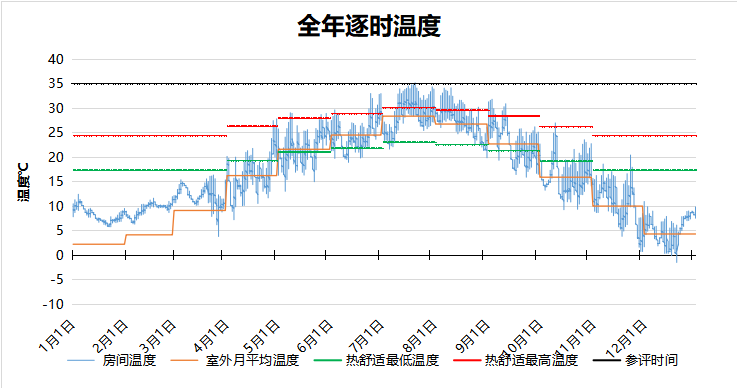 全年逐时温度
温度℃
40
35
30
25
20
15
10
5
0
-5
-10
1月1日
2月1日
3月1日
4月1日
5月1日
6月1日
7月1日
8月1日
9月1日
10月1日
11月1日
12月1日
房间温度 室外月平均温度 热舒适最低温度 热舒适最高温度 参评时间